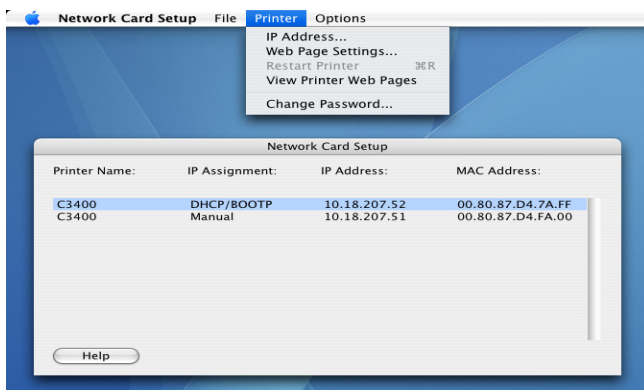 Network Card Setup File Printer Options
IP Address...
Web Page Settings...
Restart Printer ⌘R
View Printer Web Pages
Change Password...
Network Card Setup
Printer Name: IP Assignment: IP Address: MAC Address:
C3400 DHCP/BOOTP 10.18.207.52 00.80.87.D4.7A.FF
C3400 Manual 10.18.207.51 00.80.87.D4.FA.00
Help